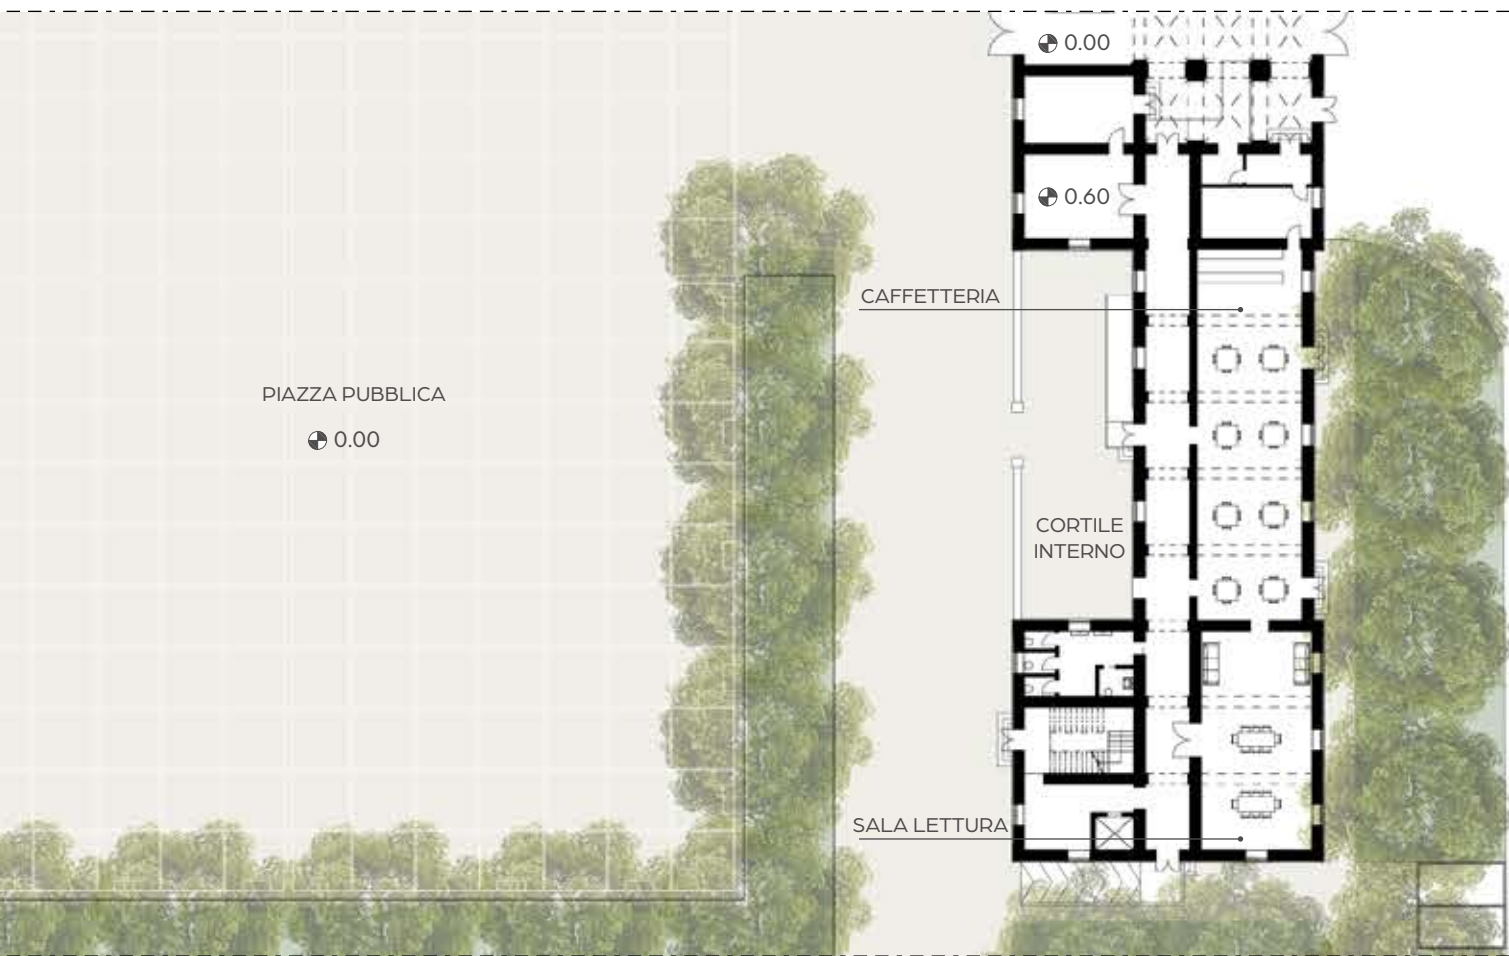 0.00
0.60
CAFFETTERIA
PIAZZA PUBBLICA
0.00
CORTILE
INTERNO
SALA LETTURA